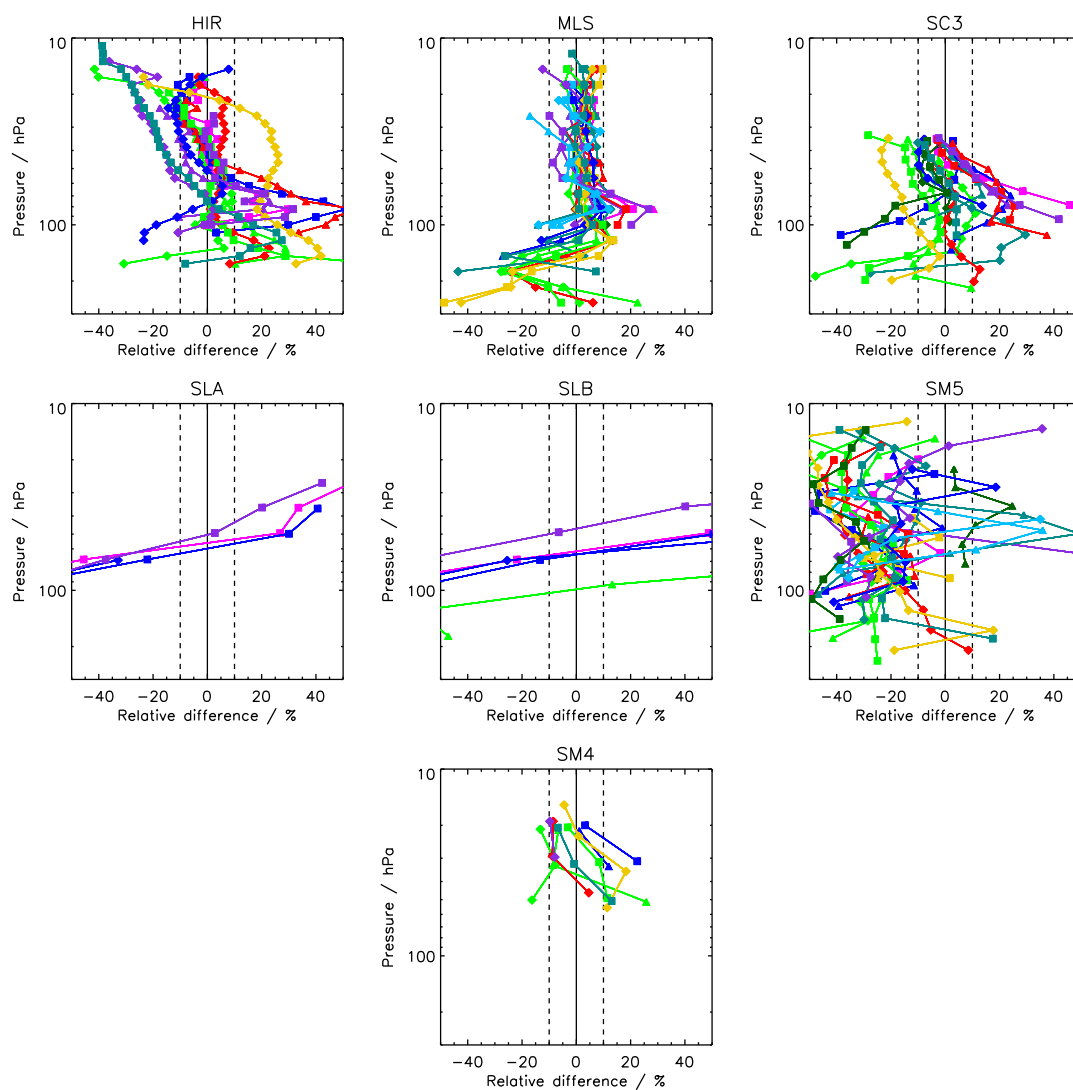 HIR
MLS
SC3
10
10
10
Pressure / hPa
Pressure / hPa
Pressure / hPa
100
100
100
−40 −20 0 20 40
−40 −20 0 20 40
−40 −20 0 20 40
Relative difference / %
Relative difference / %
Relative difference / %
SLA
SLB
SM5
10
10
10
Pressure / hPa
Pressure / hPa
Pressure / hPa
100
100
100
−40 −20 0 20 40
−40 −20 0 20 40
−40 −20 0 20 40
Relative difference / %
Relative difference / %
Relative difference / %
SM4
10
Pressure / hPa
100
−40 −20 0 20 40
Relative difference / %